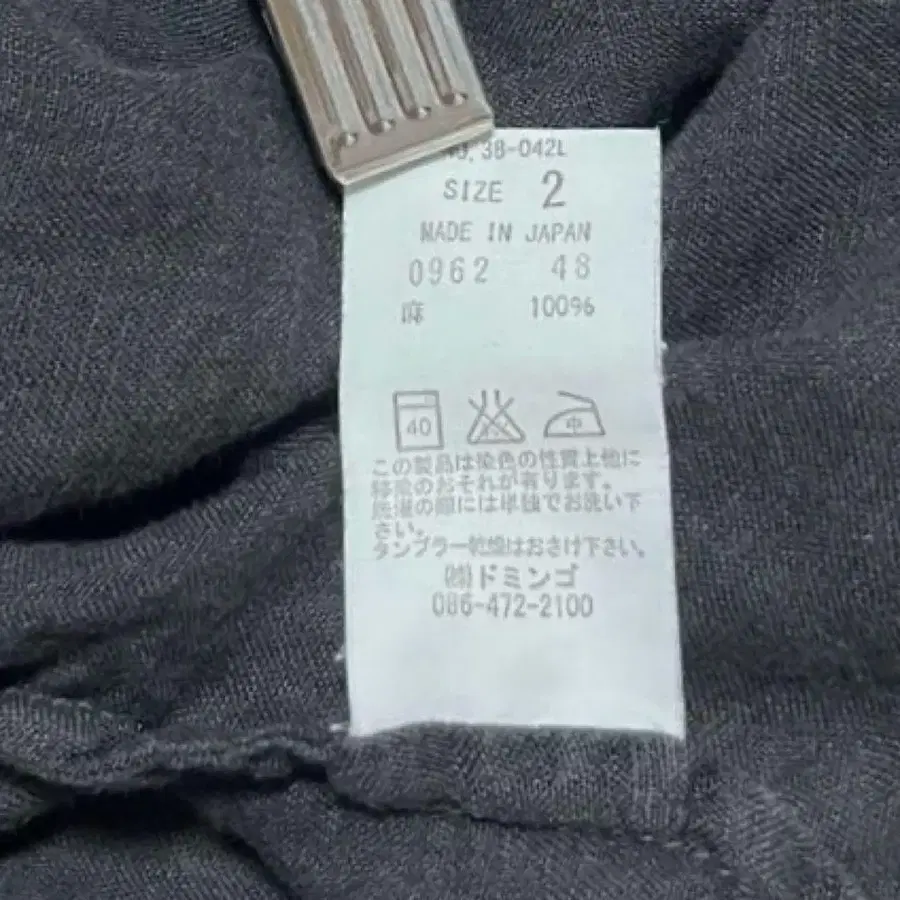 38-042L
SIZE 2
MADE IN JAPAN
0962 48
麻 100%
40 中
この製品は染色の性質上他に
移染のおそれが有ります。
洗濯の際には単独でお洗い下
さい。
タンブラー乾燥はおさけ下さい。
㈱ドミンゴ
086-472-2100